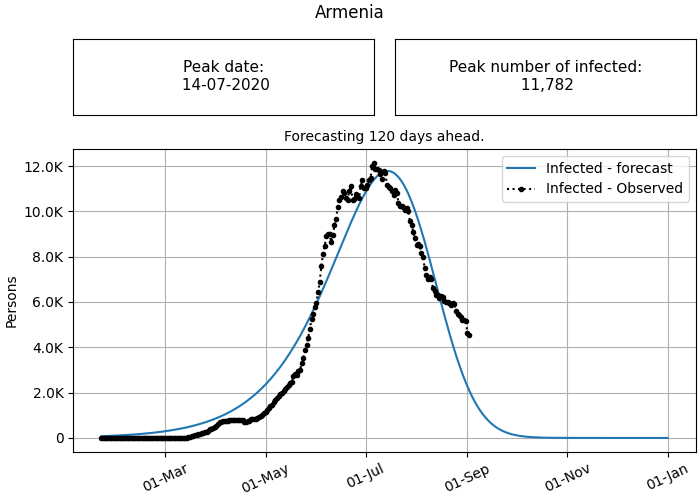 Armenia
Peak date:
14-07-2020
Peak number of infected:
11,782
Forecasting 120 days ahead.
12.0K
10.0K
8.0K
6.0K
4.0K
2.0K
0
Persons
Infected - forecast
Infected - Observed
01-Mar
01-May
01-Jul
01-Sep
01-Nov
01-Jan